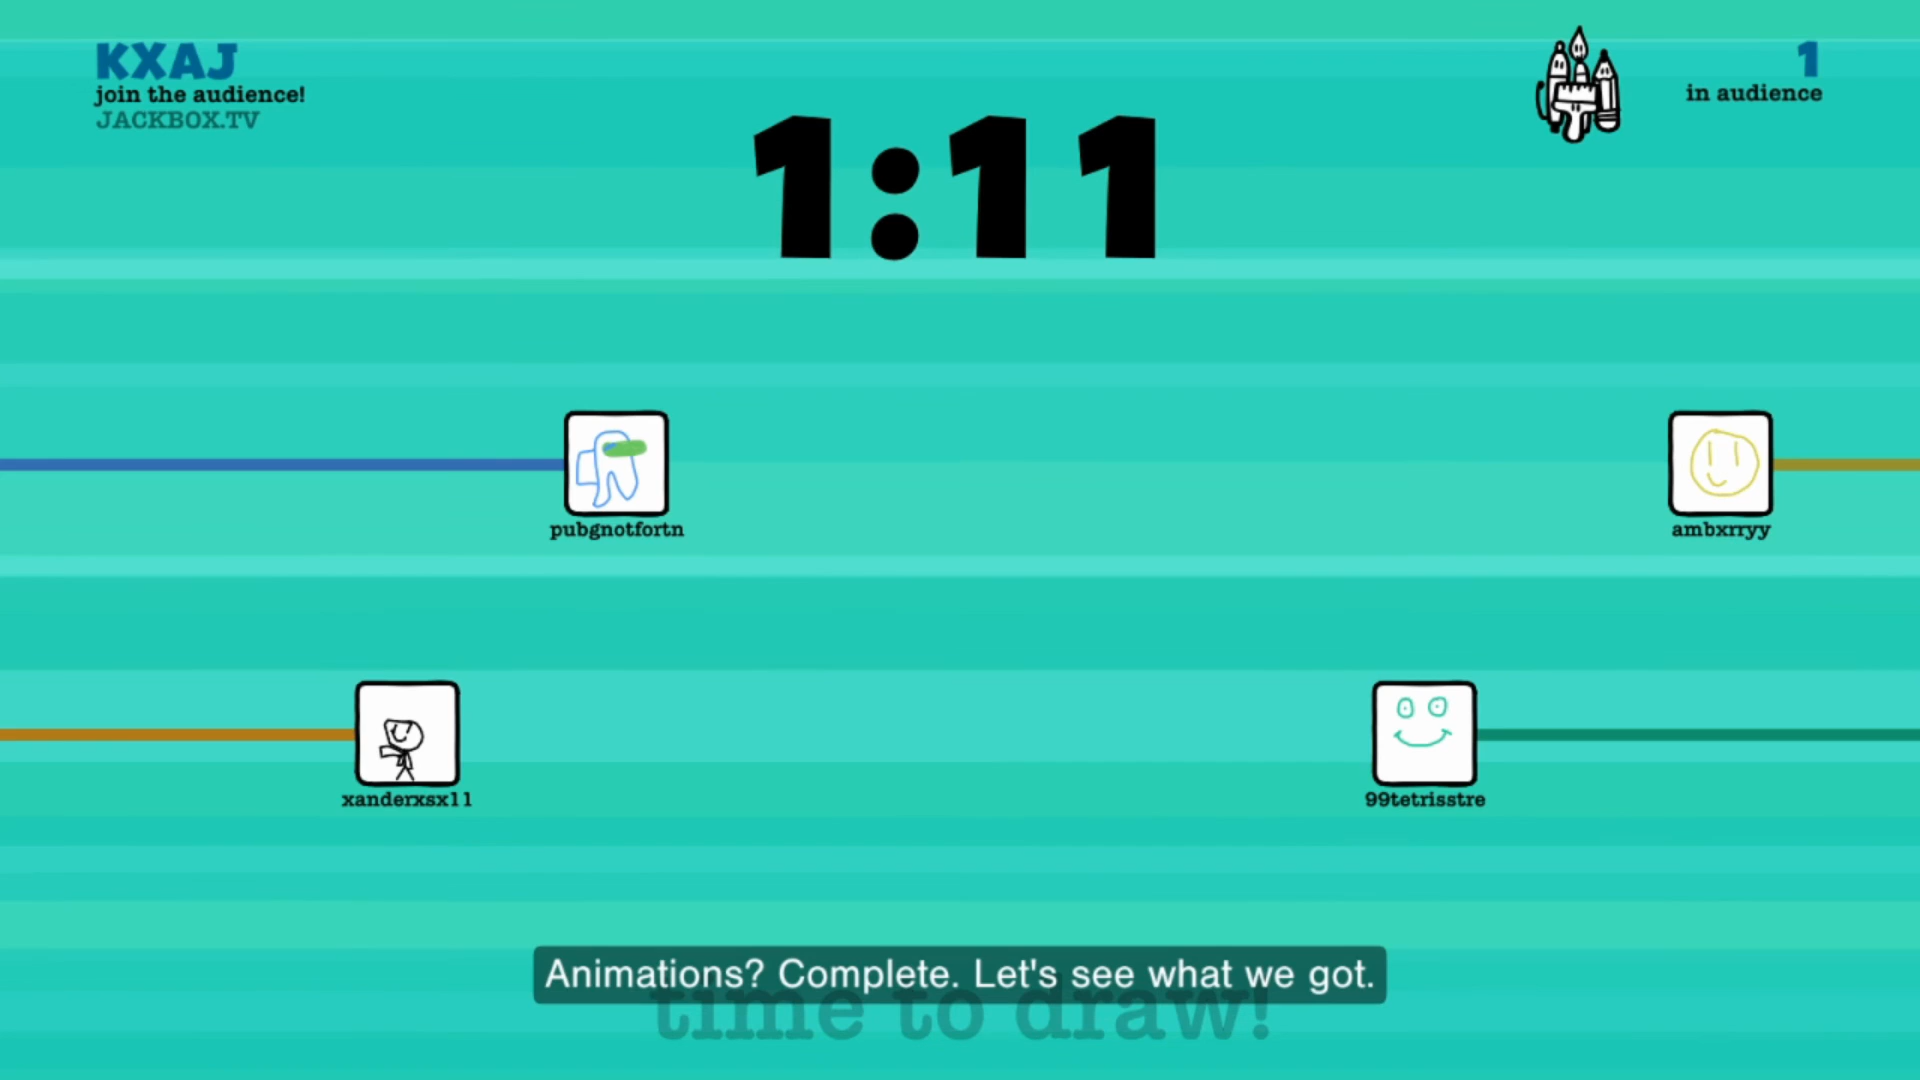 KXAJ
join the audience!
JACKBOX.TV
1
in audience
1:11
pubgnotfortn
ambxrryy
xanderxsx11
99tetrisstre
Animations? Complete. Let's see what we got.
time to draw!